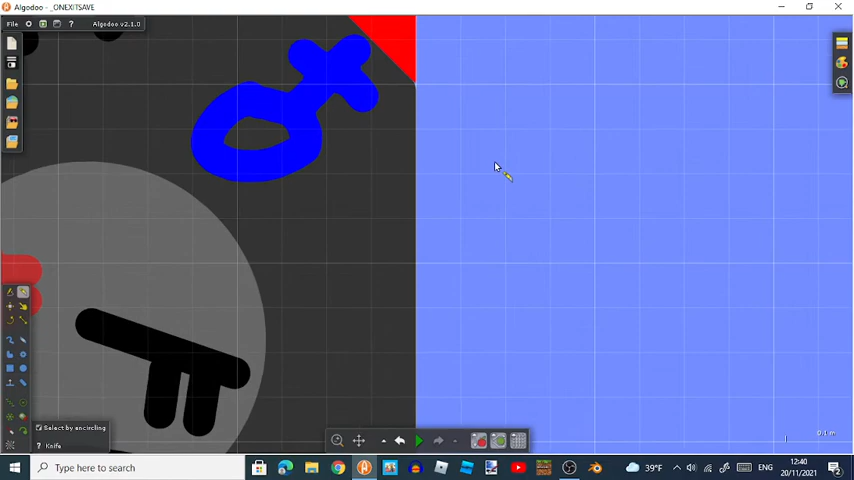 Algodoo - _ONEXITSAVE
File ? Algodoo v2.1.0
Select by encircling
? Knife
0.1 m
Type here to search
39°F
ENG
12:40
20/11/2021
2